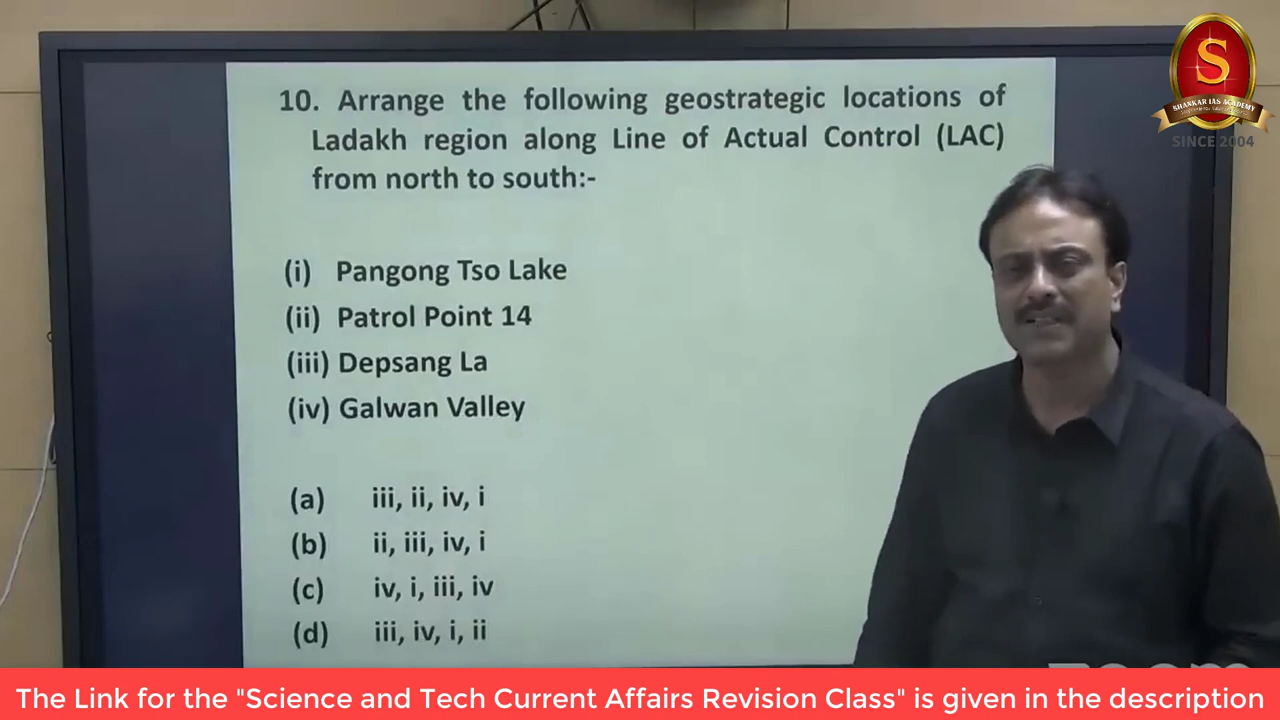 10. Arrange the following geostrategic locations of
Ladakh region along Line of Actual Control (LAC)
from north to south:-
(i) Pangong Tso Lake
(ii) Patrol Point 14
(iii) Depsang La
(iv) Galwan Valley
(a) iii, ii, iv, i
(b) ii, iii, iv, i
(c) iv, i, iii, iv
(d) iii, iv, i, ii
S
SHANKAR IAS ACADEMY
SINCE 2004
The Link for the "Science and Tech Current Affairs Revision Class" is given in the description